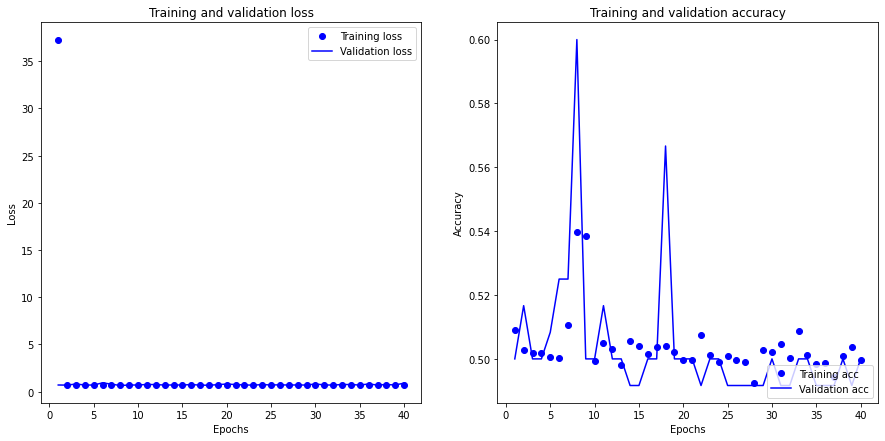 Training and validation loss
Training loss
Validation loss
Loss
35
30
25
20
15
10
5
0
0 5 10 15 20 25 30 35 40
Epochs
Training and validation accuracy
Accuracy
0.60
0.58
0.56
0.54
0.52
0.50
Training acc
Validation acc
0 5 10 15 20 25 30 35 40
Epochs